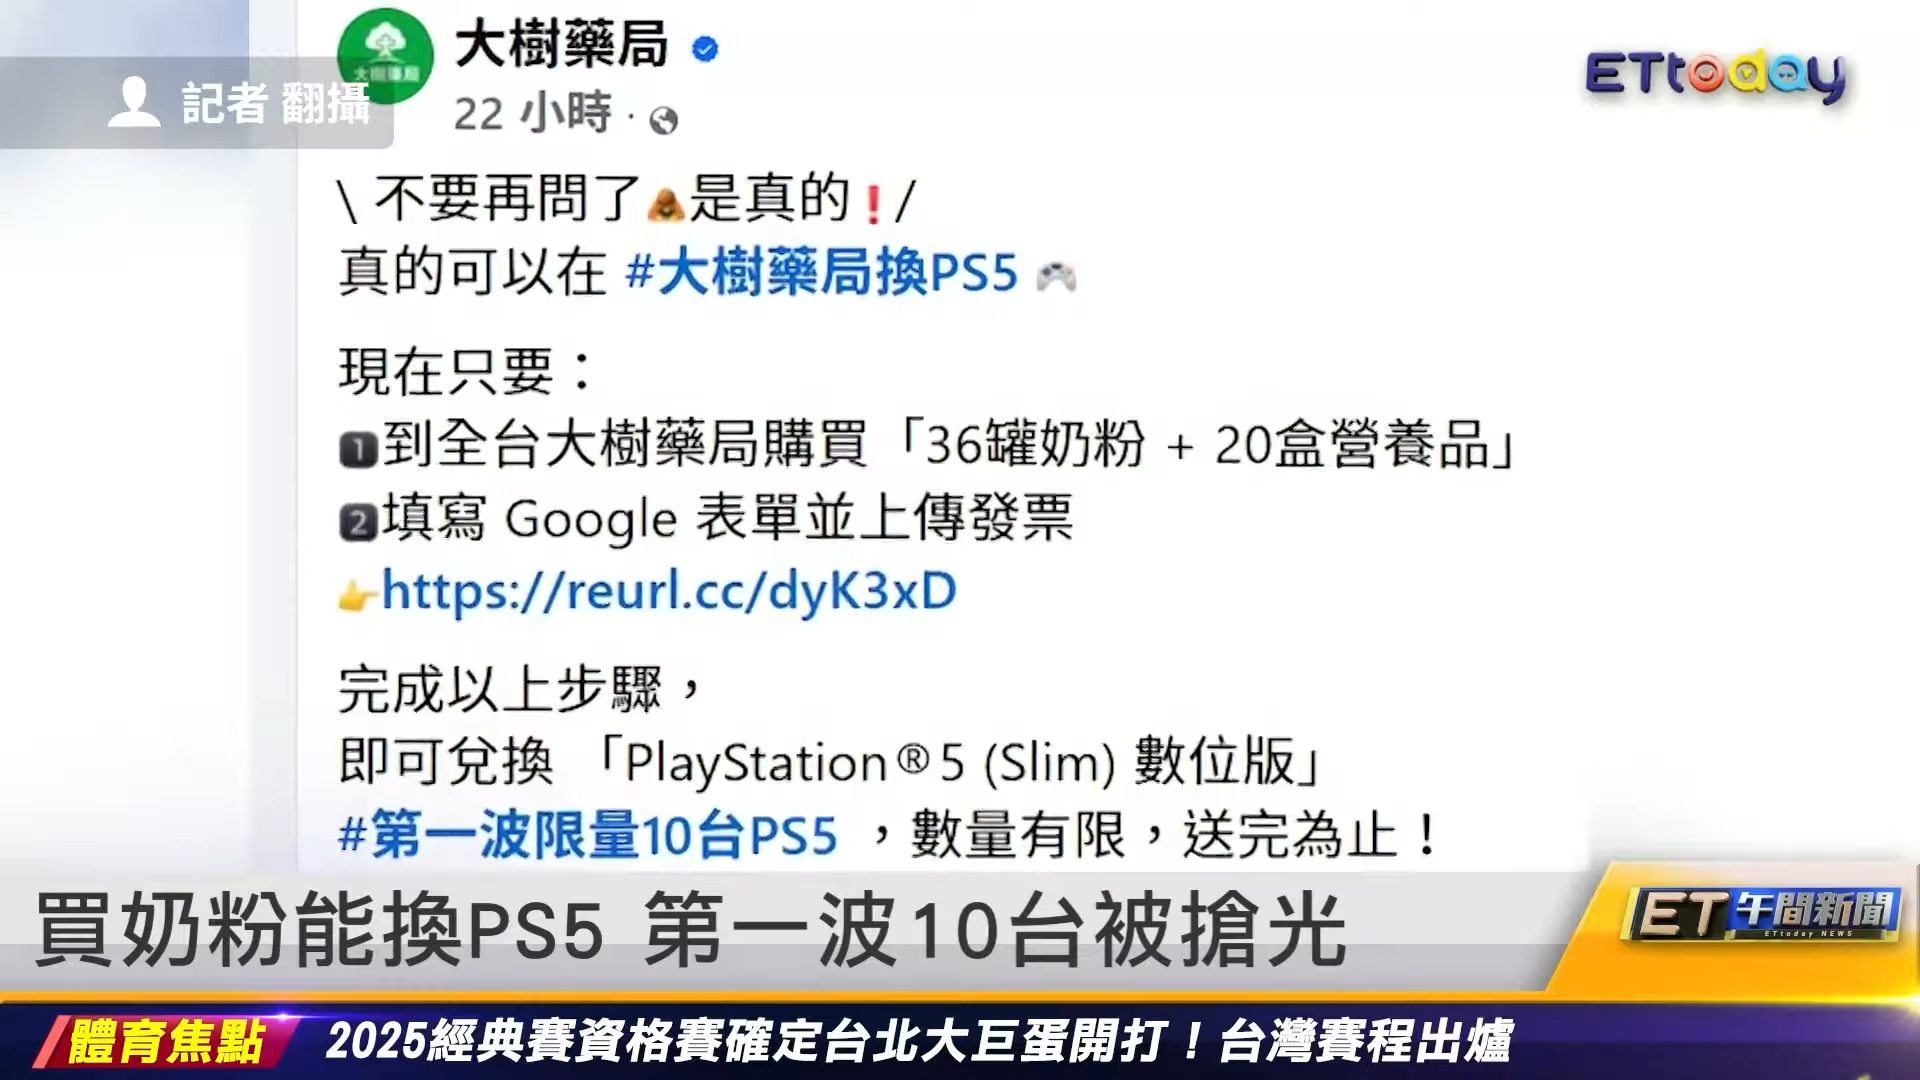 大樹藥局
大樹藥局
22 小時 ·
記者 翻攝
ETtoday
\ 不要再問了🙈是真的❗/
真的可以在 #大樹藥局換PS5 🎮
現在只要：
1️⃣到全台大樹藥局購買「36罐奶粉 + 20盒營養品」
2️⃣填寫 Google 表單並上傳發票
👉https://reurl.cc/dyK3xD
完成以上步驟，
即可兌換 「PlayStation®5 (Slim) 數位版」
#第一波限量10台PS5 ，數量有限，送完為止！
買奶粉能換PS5 第一波10台被搶光
ET午間新聞
ETtoday NEWS
體育焦點
2025經典賽資格賽確定台北大巨蛋開打！台灣賽程出爐